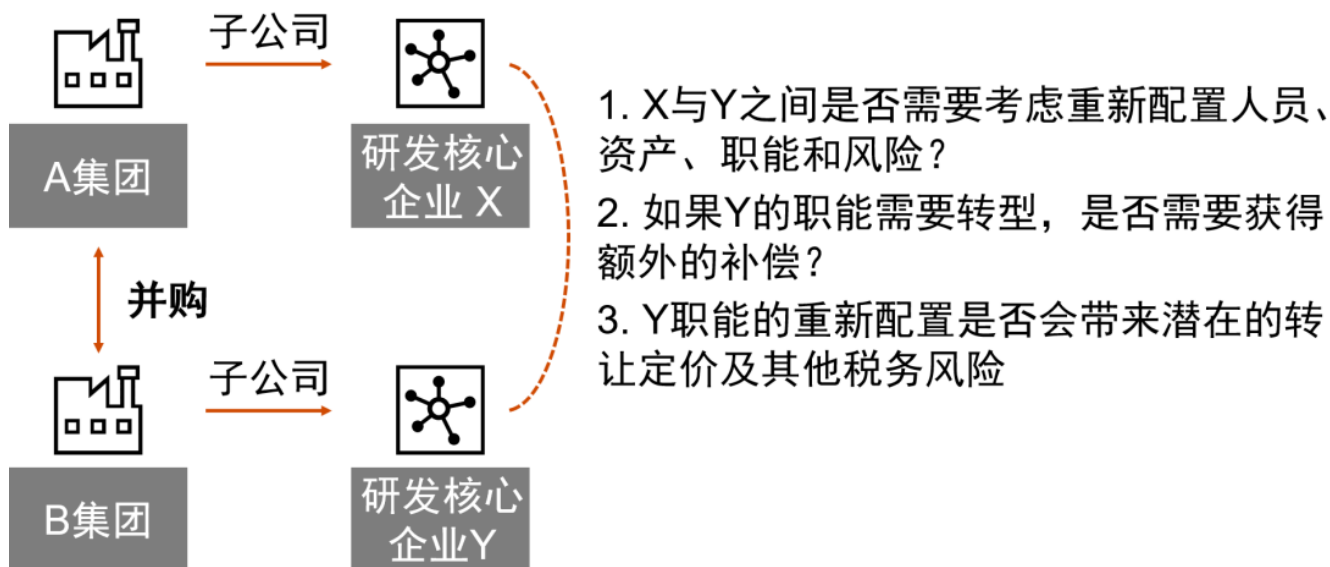 子公司
A集团
研发核心
企业 X
并购
子公司
B集团
研发核心
企业Y
1. X与Y之间是否需要考虑重新配置人员、
资产、职能和风险？
2. 如果Y的职能需要转型，是否需要获得
额外的补偿？
3. Y职能的重新配置是否会带来潜在的转
让定价及其他税务风险